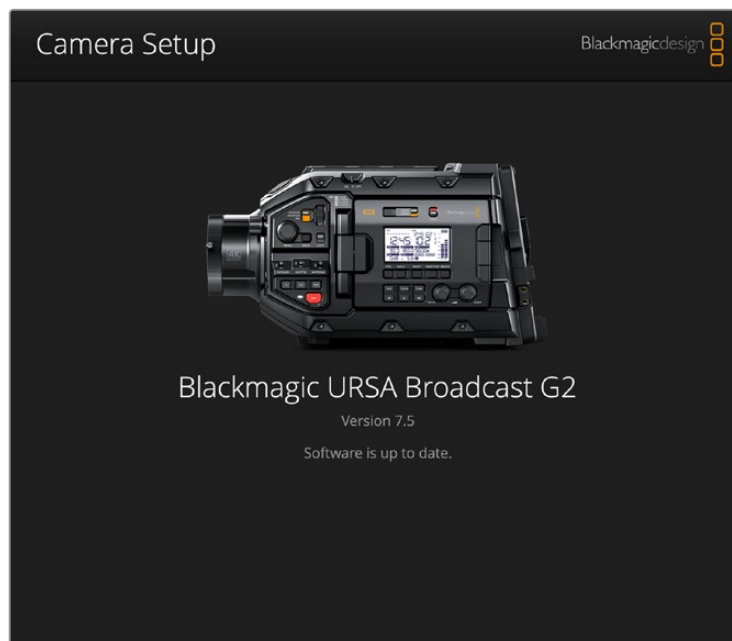 Camera Setup
Blackmagicdesign
Blackmagic URSA Broadcast G2
Version 7.5
Software is up to date.